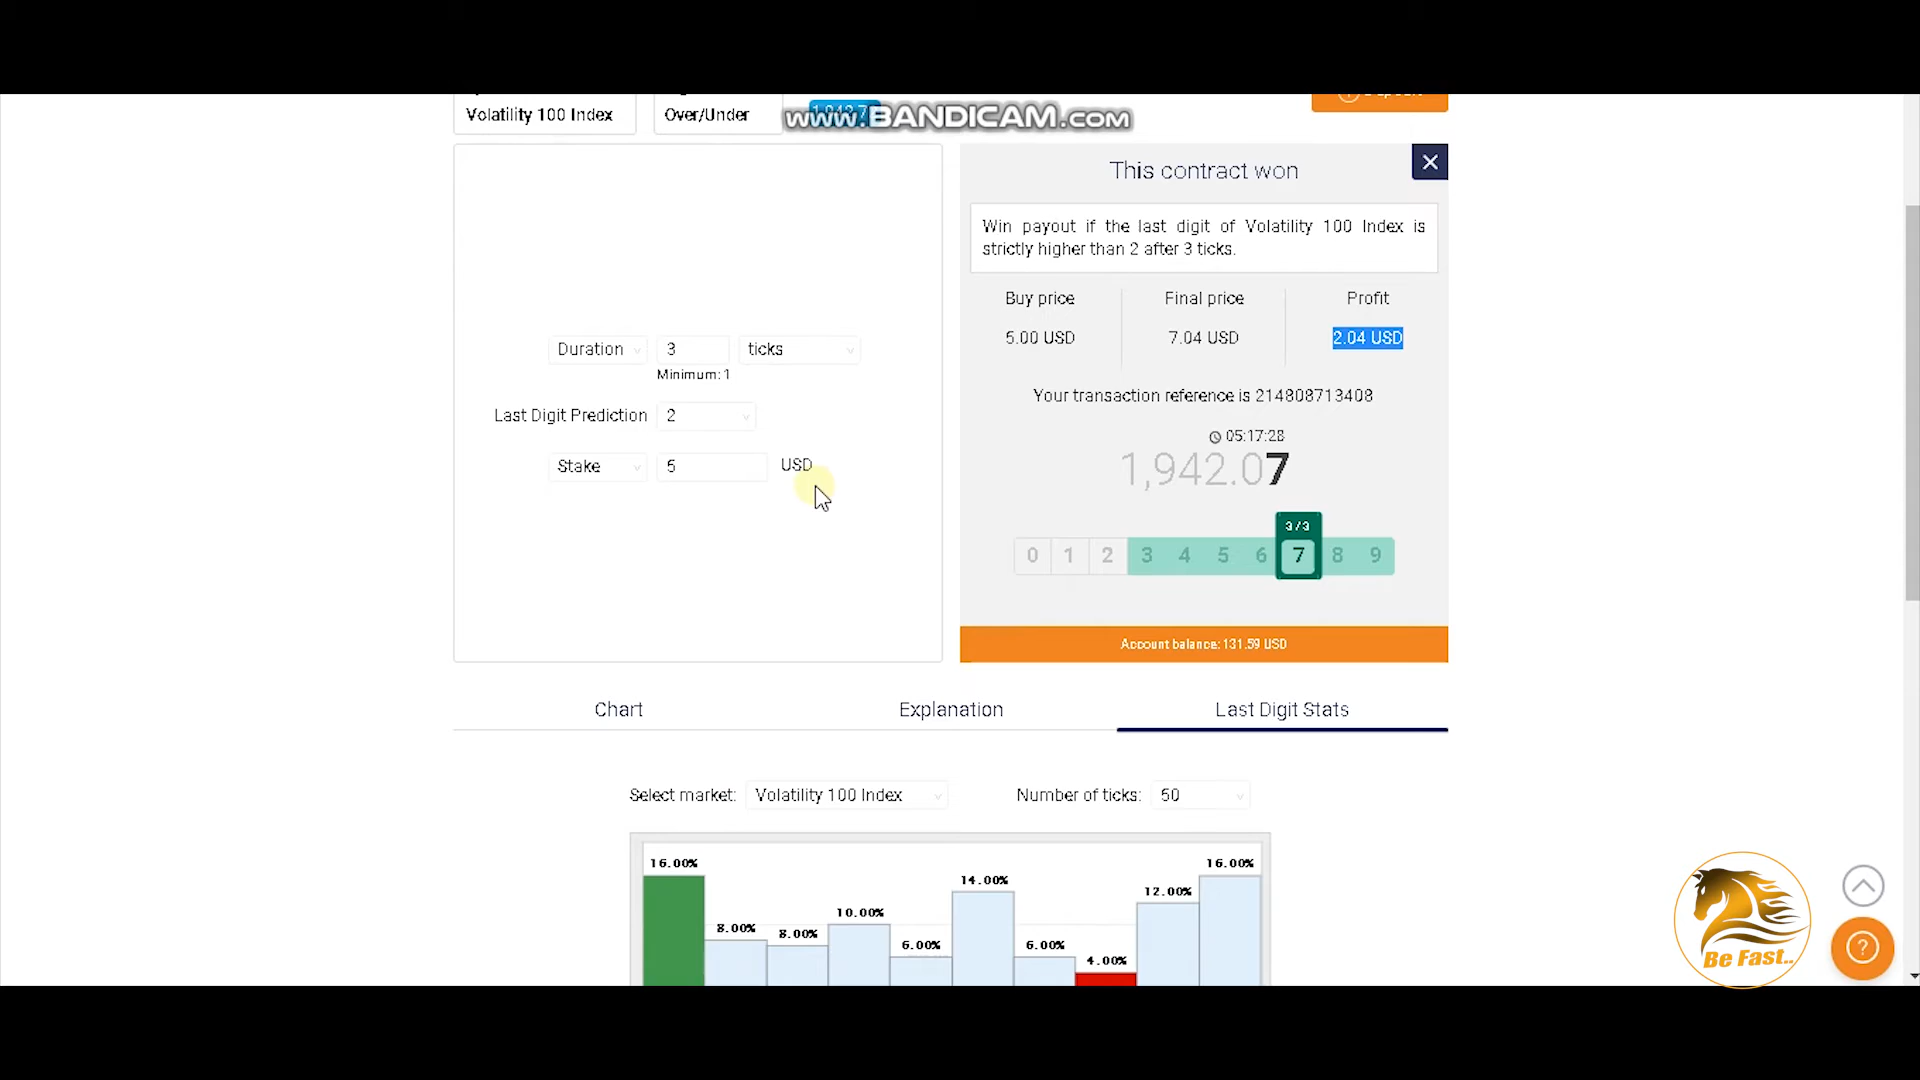 Volatility 100 Index
Over/Under
www.BANDICAM.com
This contract won
Win payout if the last digit of Volatility 100 Index is
strictly higher than 2 after 3 ticks.
Buy price
Final price
Profit
5.00 USD
7.04 USD
2.04 USD
Duration
3
ticks
Minimum: 1
Your transaction reference is 214808713408
Last Digit Prediction
2
05:17:28
1,942.07
Stake
5
USD
3/3
0 1 2 3 4 5 6 7 8 9
Account balance: 131.59 USD
Chart
Explanation
Last Digit Stats
Select market:
Volatility 100 Index
Number of ticks:
50
16.00%
8.00%
8.00%
10.00%
6.00%
14.00%
6.00%
4.00%
12.00%
16.00%
Be Fast..
?